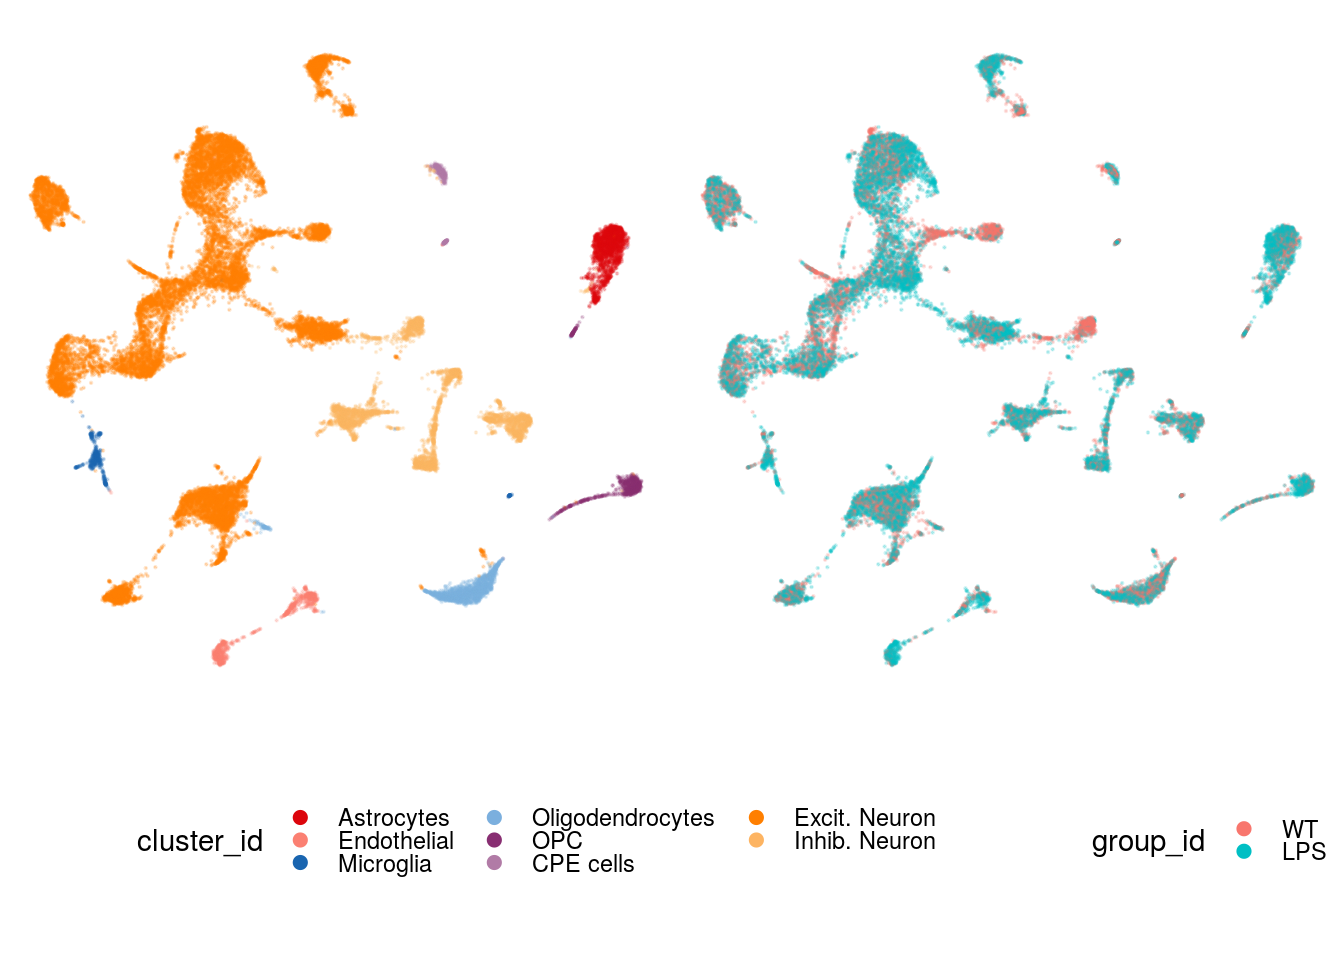 cluster_id
Astrocytes
Endothelial
Microglia
Oligodendrocytes
OPC
CPE cells
Excit. Neuron
Inhib. Neuron
group_id
WT
LPS